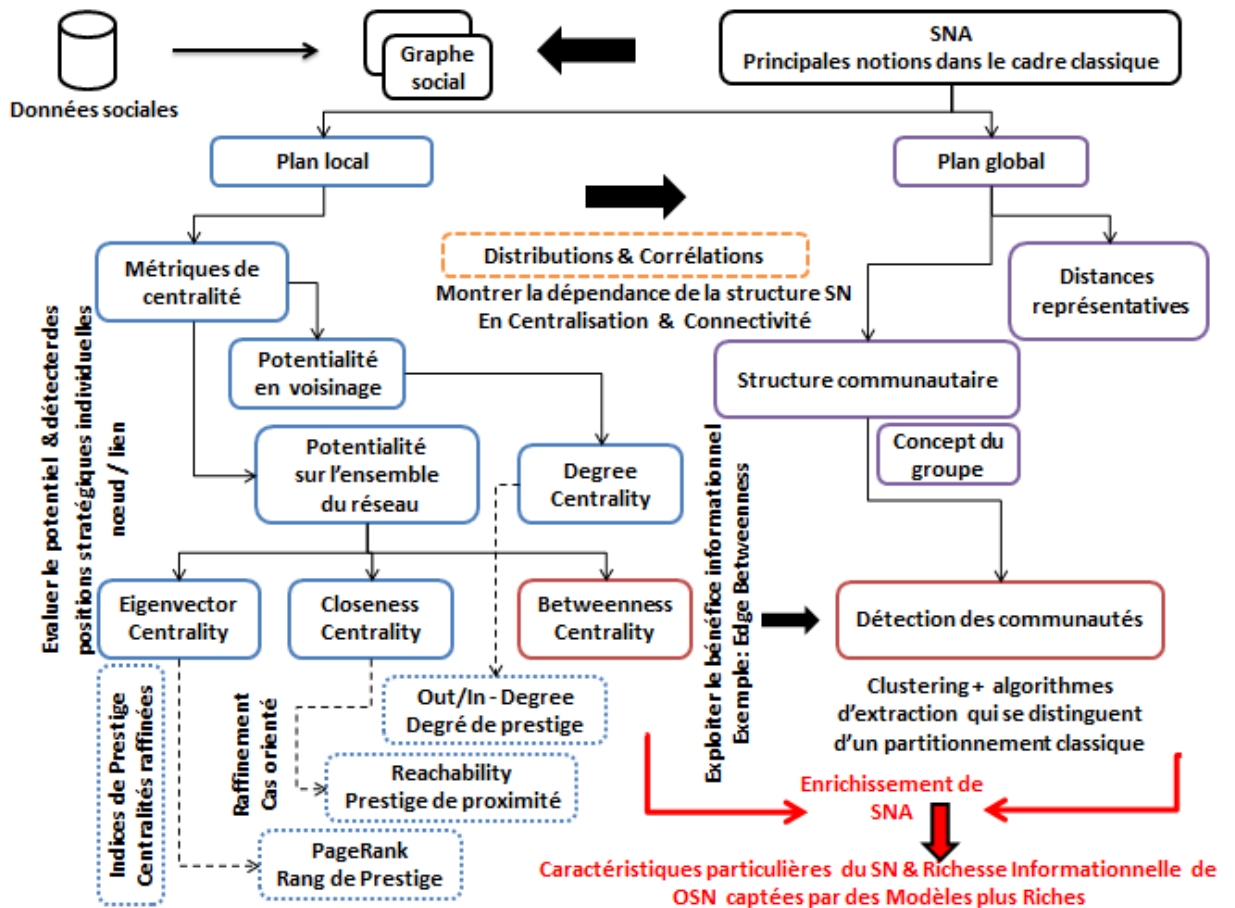 SNA
Principales notions dans le cadre classique
Graphe
social
Données sociales
Plan local
Plan global
Distributions & Corrélations
Montrer la dépendance de la structure SN
En Centralisation & Connectivité
Métriques de
centralité
Distances
représentatives
Potentialité
en voisinage
Structure communautaire
Concept du
groupe
Potentialité
sur l'ensemble
du réseau
Degree
Centrality
Evaluer le potentiel & détecterdes
positions stratégiques individuelles
nœud / lien
Eigenvector
Centrality
Closeness
Centrality
Betweenness
Centrality
Exploiter le bénéfice informationnel
Exemple: Edge Betweenness
Détection des communautés
Clustering + algorithmes
d'extraction qui se distinguent
d'un partitionnement classique
Out/In - Degree
Degré de prestige
Raffinement
Cas orienté
Reachability
Prestige de proximité
Indices de Prestige
Centralités raffinées
PageRank
Rang de Prestige
Enrichissement de
SNA
Caractéristiques particulières du SN & Richesse Informationnelle de
OSN captées par des Modèles plus Riches